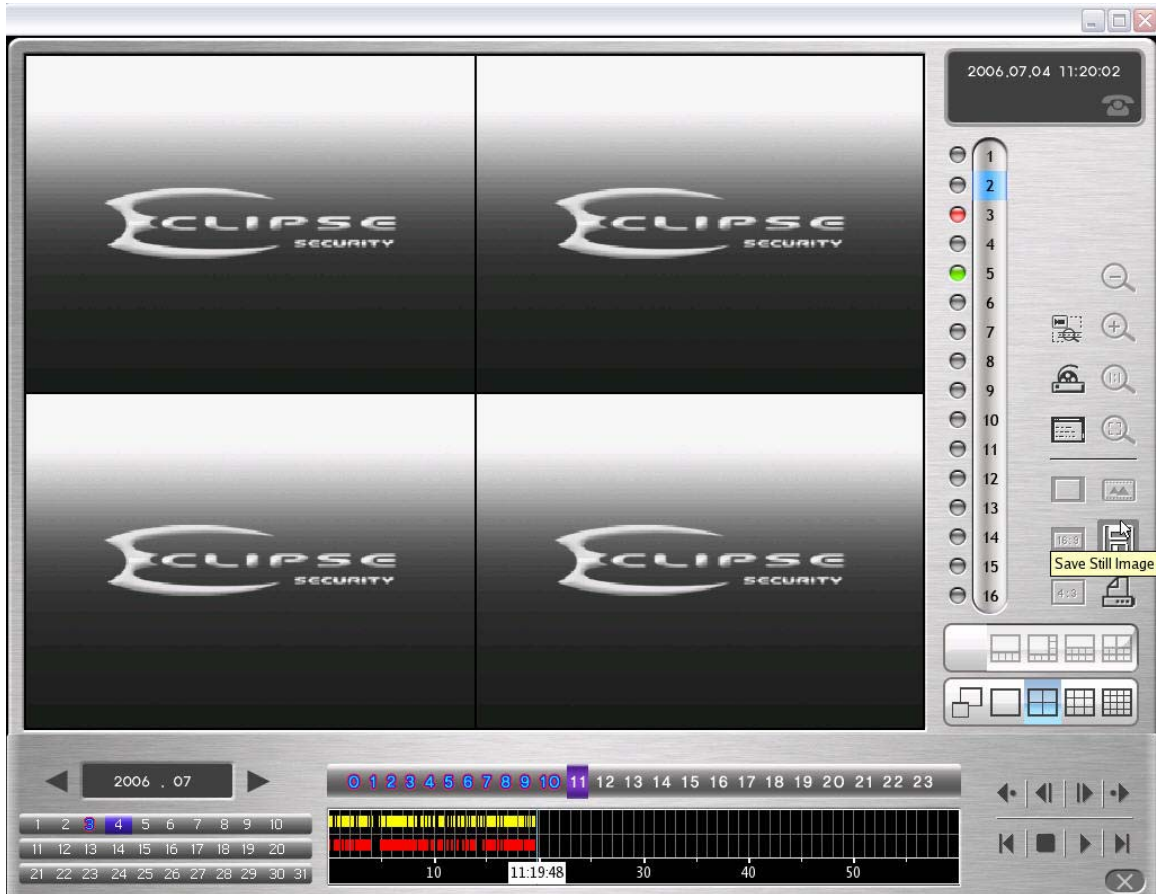 2006.07.04 11:20:02
ECLIPSE
SECURITY
ECLIPSE
SECURITY
ECLIPSE
SECURITY
ECLIPSE
SECURITY
1
2
3
4
5
6
7
8
9
10
11
12
13
14
15
16
1:1
16:9
Save Still Image
4:3
2006 . 07
0 1 2 3 4 5 6 7 8 9 10 11 12 13 14 15 16 17 18 19 20 21 22 23
1 2 3 4 5 6 7 8 9 10
11 12 13 14 15 16 17 18 19 20
21 22 23 24 25 26 27 28 29 30 31
10 11:19:48 30 40 50